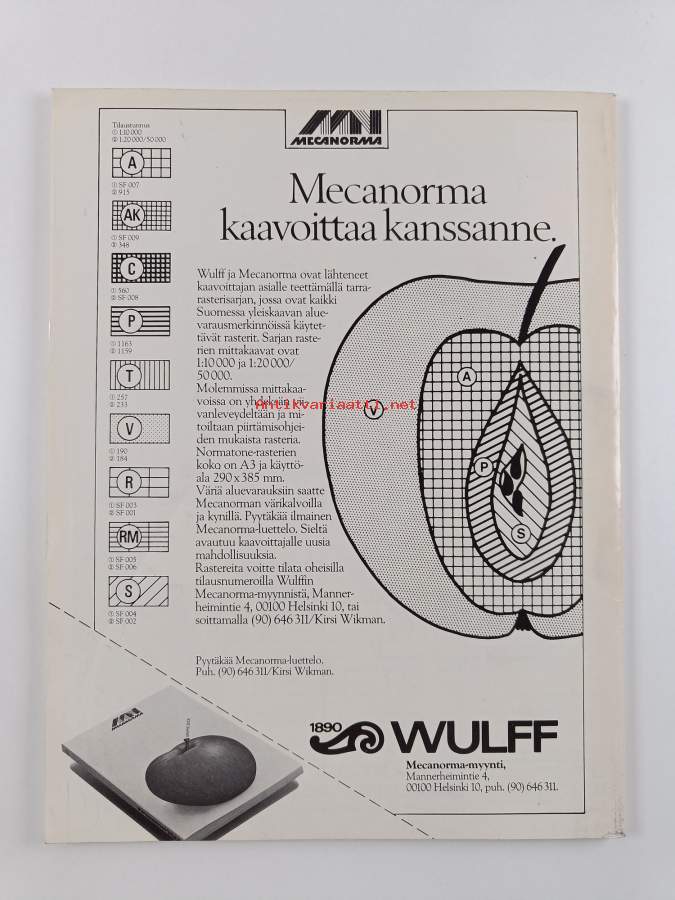 MECANORMA
Mecanorma
kaavoittaa kanssanne.
Tilaustunnus
① 1:10 000
② 1:20 000/50 000
A
① SF 007
② 915
AK
① SF 009
② 348
C
① 560
② SF 008
P
① 1163
② 1159
T
① 257
② 233
V
① 190
② 184
R
① SF 003
② SF 001
RM
① SF 005
② SF 006
S
① SF 004
② SF 002
Wulff ja Mecanorma ovat lähteneet
kaavoittajan asialle teettämällä tarra-
rasterisarjan, jossa ovat kaikki
Suomessa yleiskaavan alue-
varausmerkinnöissä käytet-
tävät rasterit. Sarjan raste-
rien mittakaavat ovat
1:10 000 ja 1:20 000/
50 000.
Molemmissa mittakaa-
voissa on yhdeksän vii-
vanleveydeltään ja mi-
toiltaan piirtämisohjei-
den mukaista rasteria.
Normatone-rasterien
koko on A3 ja käyttö-
ala 290 x 385 mm.
Väriä aluevarauksiin saatte
Mecanorman värikalvoilla
ja kynillä. Pyytäkää ilmainen
Mecanorma-luettelo. Sieltä
avautuu kaavoittajalle uusia
mahdollisuuksia.
Rastereita voitte tilata oheisilla
tilausnumeroilla Wulffin
Mecanorma-myynnistä, Manner-
heimintie 4, 00100 Helsinki 10, tai
soittamalla (90) 646 311/Kirsi Wikman.
Antikvariaatti.net
V
A
P
S
Pyytäkää Mecanorma-luettelo.
Puh. (90) 646 311/Kirsi Wikman.
MECANORMA
1890 WULFF
Mecanorma-myynti,
Mannerheimintie 4,
00100 Helsinki 10, puh. (90) 646 311.